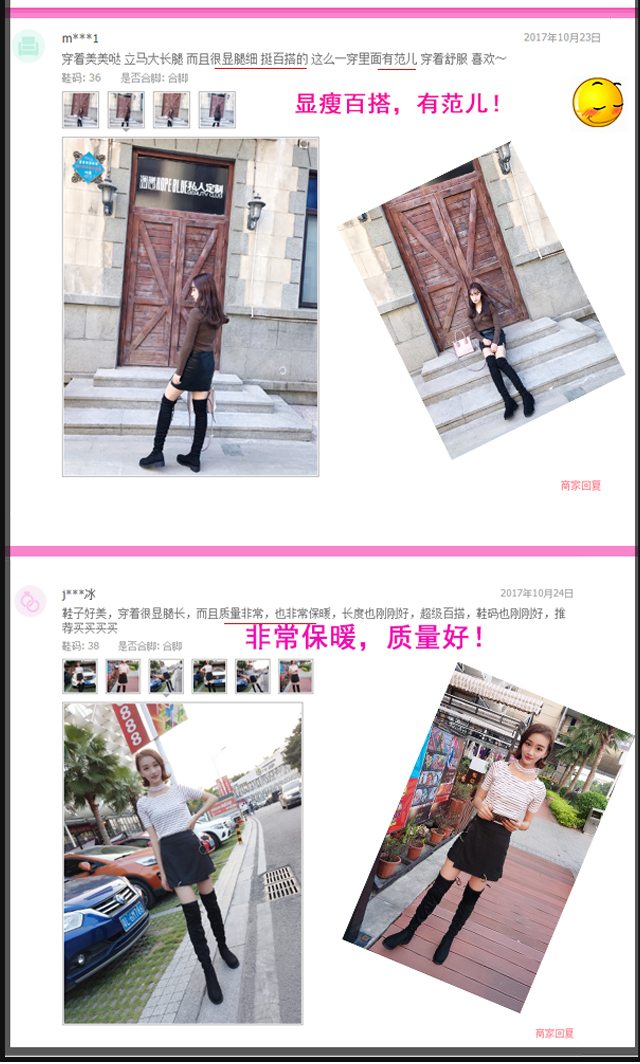 m***1
2017年10月23日
穿着美美哒 立马大长腿 而且很显腿细 挺百搭的 这么一穿里面有范儿 穿着舒服 喜欢～
鞋码: 36 是否合脚: 合脚
显瘦百搭，有范儿！
私人定制
商家回复
j***冰
2017年10月24日
鞋子好美，穿着很显腿长，而且质量非常，也非常保暖，长度也刚刚好，超级百搭，鞋码也刚刚好，推
荐买买买买
非常保暖，质量好！
鞋码: 38 是否合脚: 合脚
888
商家回复